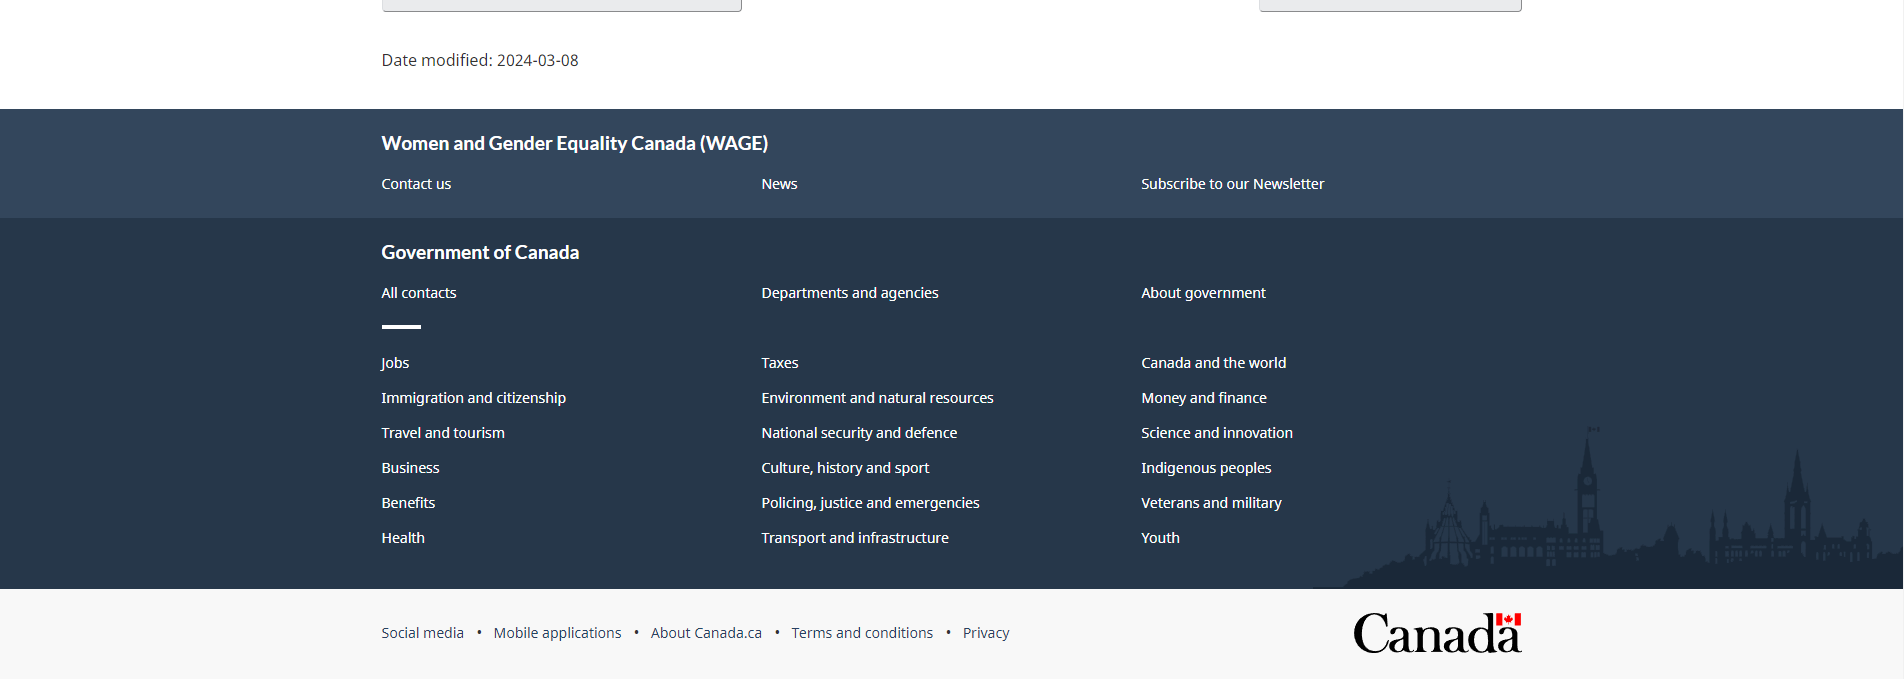 Date modified: 2024-03-08
Women and Gender Equality Canada (WAGE)
Contact us News Subscribe to our Newsletter
Government of Canada
All contacts Departments and agencies About government
Jobs Taxes Canada and the world
Immigration and citizenship Environment and natural resources Money and finance
Travel and tourism National security and defence Science and innovation
Business Culture, history and sport Indigenous peoples
Benefits Policing, justice and emergencies Veterans and military
Health Transport and infrastructure Youth
Social media • Mobile applications • About Canada.ca • Terms and conditions • Privacy Canada